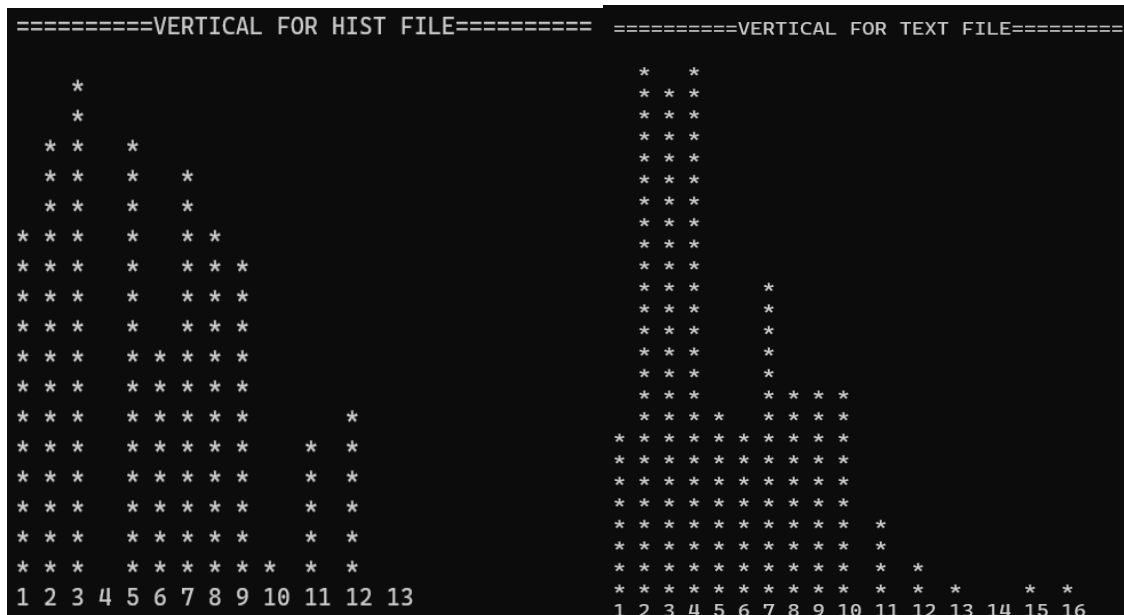 ==========VERTICAL FOR HIST FILE==========
    *
    *
  * *   *
  * *   *   *
  * *   *   *
* * *   *   * *
* * *   *   * * *
* * *   *   * * *
* * *   *   * * *
* * *   * * * * *
* * *   * * * * *
* * *   * * * * *       *
* * *   * * * * *    *  *
* * *   * * * * *    *  *
* * *   * * * * *    *  *
* * *   * * * * *    *  *
* * *   * * * * * *  *  *
1 2 3 4 5 6 7 8 9 10 11 12 13
==========VERTICAL FOR TEXT FILE=========
  *   *
  * * *
  * * *
  * * *
  * * *
  * * *
  * * *
  * * *
  * * *
  * * *
  * * *     *
  * * *     *
  * * *     *
  * * *     *
  * * *     *
  * * *     * * * *
  * * * *   * * * *
* * * * * * * * * *
* * * * * * * * * *
* * * * * * * * * *
* * * * * * * * * *
* * * * * * * * * *  *
* * * * * * * * * *  *
* * * * * * * * * *  *  *
* * * * * * * * * *  *  *  *     *  *
1 2 3 4 5 6 7 8 9 10 11 12 13 14 15 16